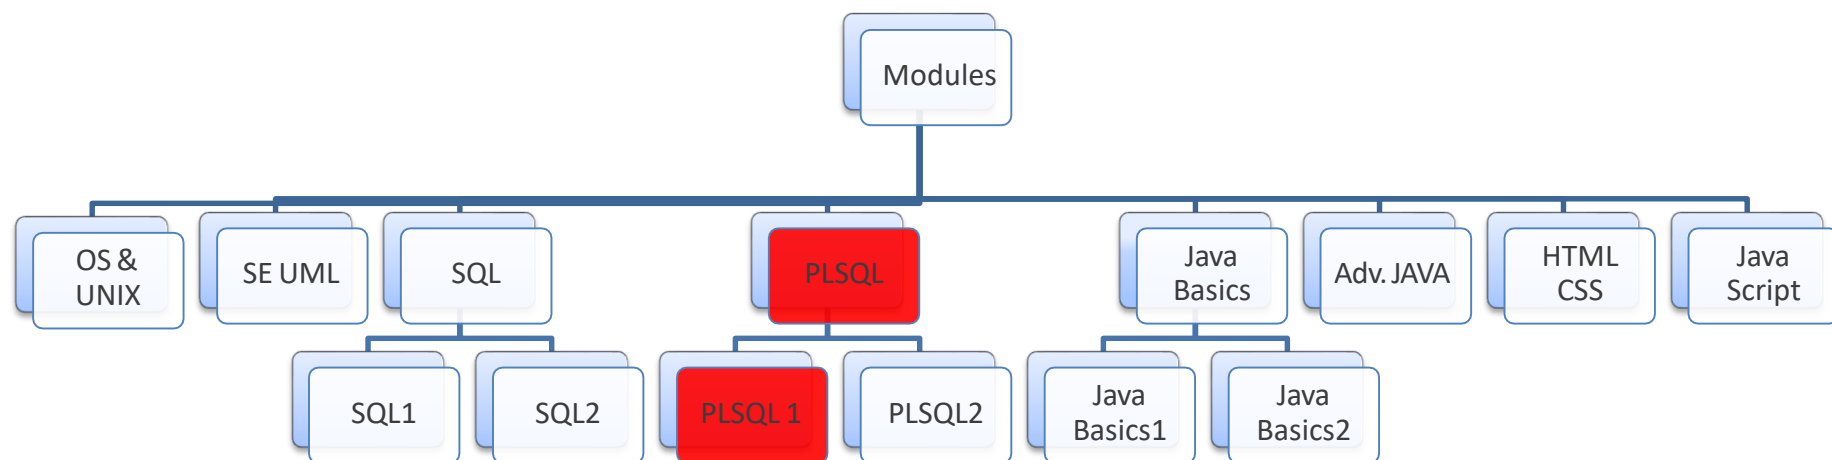 Modules
OS &
UNIX
SE UML
SQL
PLSQL
Java
Basics
Adv. JAVA
HTML
CSS
Java
Script
SQL1
SQL2
PLSQL 1
PLSQL2
Java
Basics1
Java
Basics2